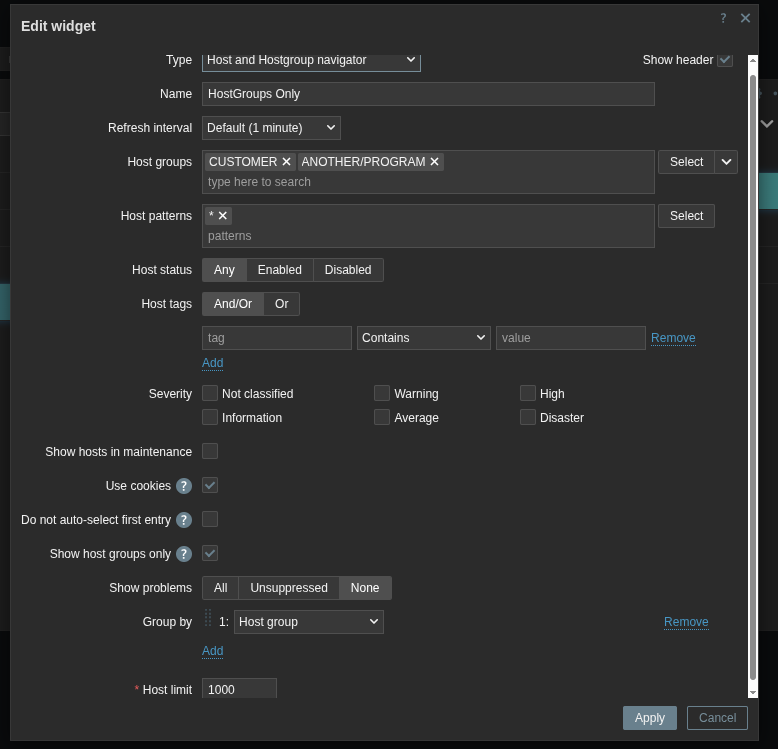 Edit widget
?
Type Host and Hostgroup navigator Show header
Name HostGroups Only
Refresh interval Default (1 minute)
Host groups CUSTOMER ANOTHER/PROGRAM Select
type here to search
Host patterns * Select
patterns
Host status Any Enabled Disabled
Host tags And/Or Or
tag Contains value Remove
Add
Severity Not classified Warning High
Information Average Disaster
Show hosts in maintenance
Use cookies ?
Do not auto-select first entry ?
Show host groups only ?
Show problems All Unsuppressed None
Group by 1: Host group Remove
Add
* Host limit 1000
Apply Cancel